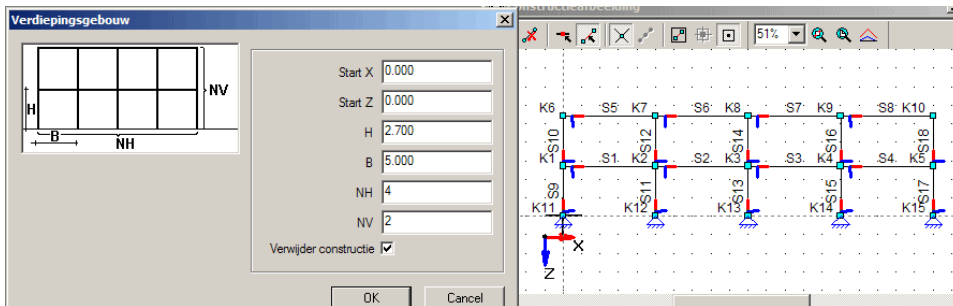 Verdiepingsgebouw
H
B
NH
NV
Start X 0.000
Start Z 0.000
H 2.700
B 5.000
NH 4
NV 2
Verwijder constructie
OK Cancel
constructieafbeelding
51%
K6 S5 K7 S6 K8 S7 K9 S8 K10
S10 S12 S14 S16 S18
K1 S1 K2 S2 K3 S3 K4 S4 K5
S9 S11 S13 S15 S17
K11 K12 K13 K14 K15
X
Z